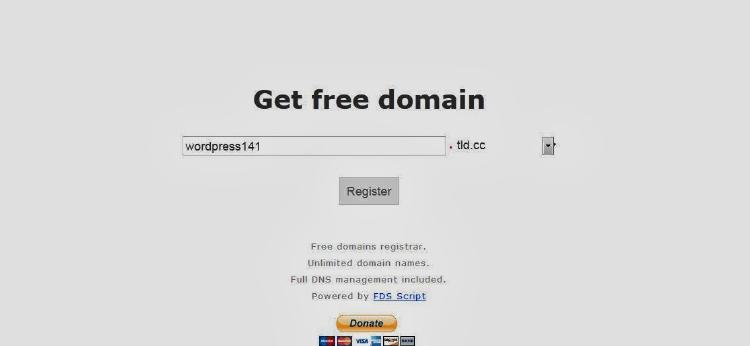 Get free domain
wordpress141 . tld.cc
Register
Free domains registrar.
Unlimited domain names.
Full DNS management included.
Powered by FDS Script
Donate
VISA